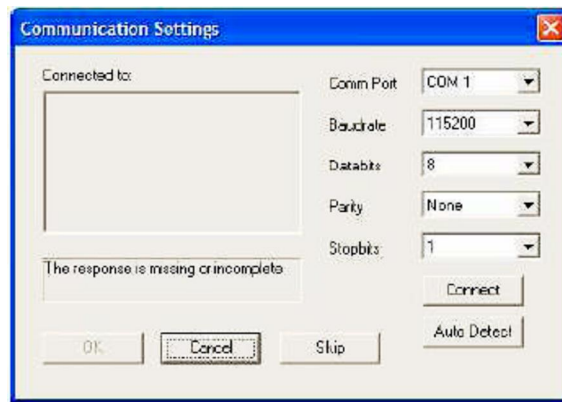 Communication Settings
Connected to:
Comm Port
COM 1
Baudrate
115200
Databits
8
Parity
None
Stopbits
1
The response is missing or incomplete
Connect
Auto Detect
OK
Cancel
Skip